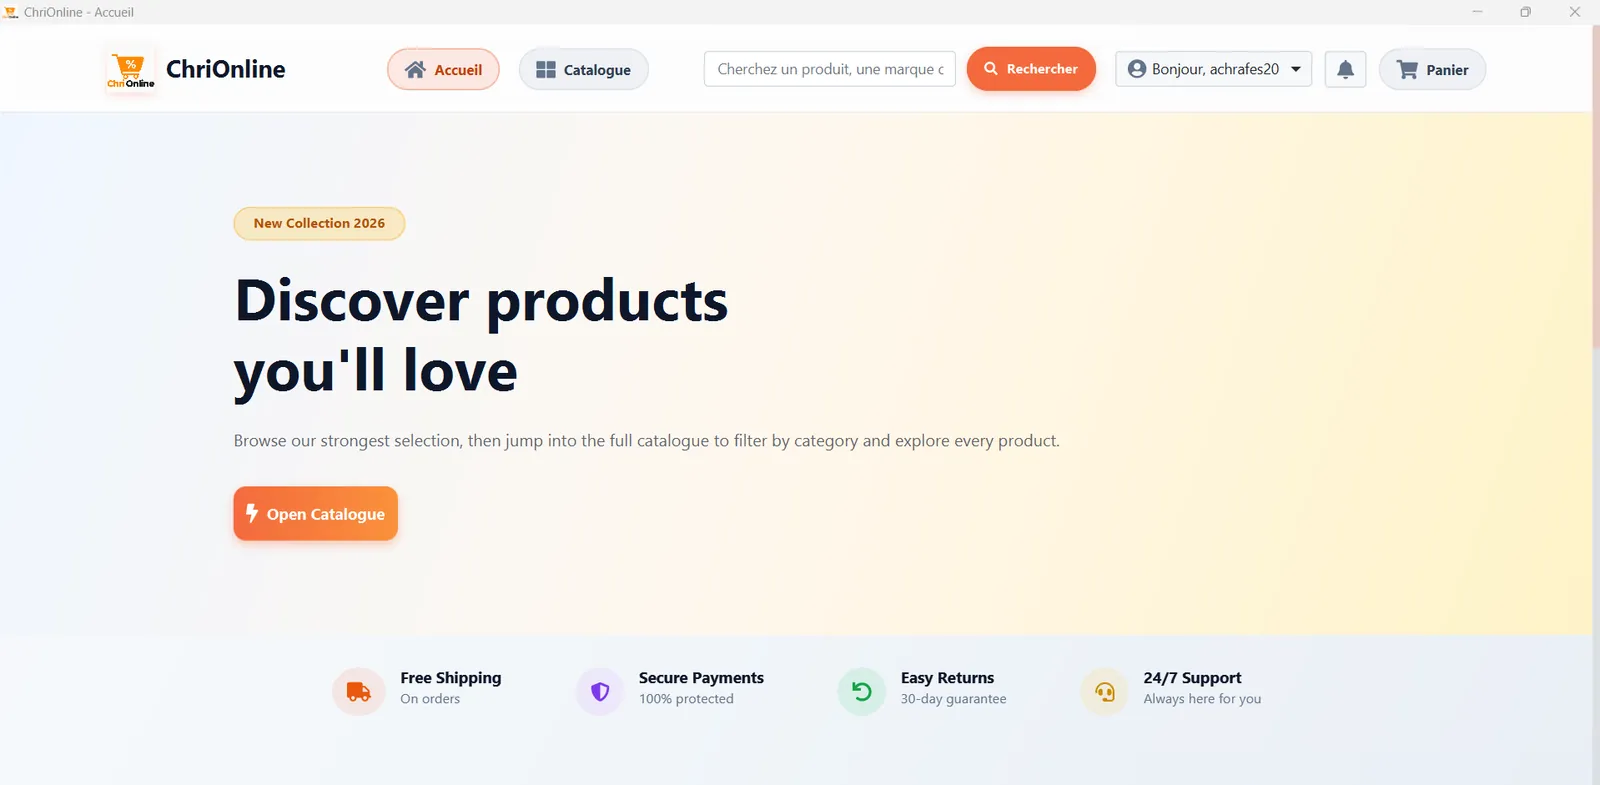 ChriOnline - Accueil
%
ChriOnline
ChriOnline
Accueil
Catalogue
Cherchez un produit, une marque c
Rechercher
Bonjour, achrafes20
Panier
New Collection 2026
Discover products
you'll love
Browse our strongest selection, then jump into the full catalogue to filter by category and explore every product.
Open Catalogue
Free Shipping
On orders
Secure Payments
100% protected
Easy Returns
30-day guarantee
24/7 Support
Always here for you